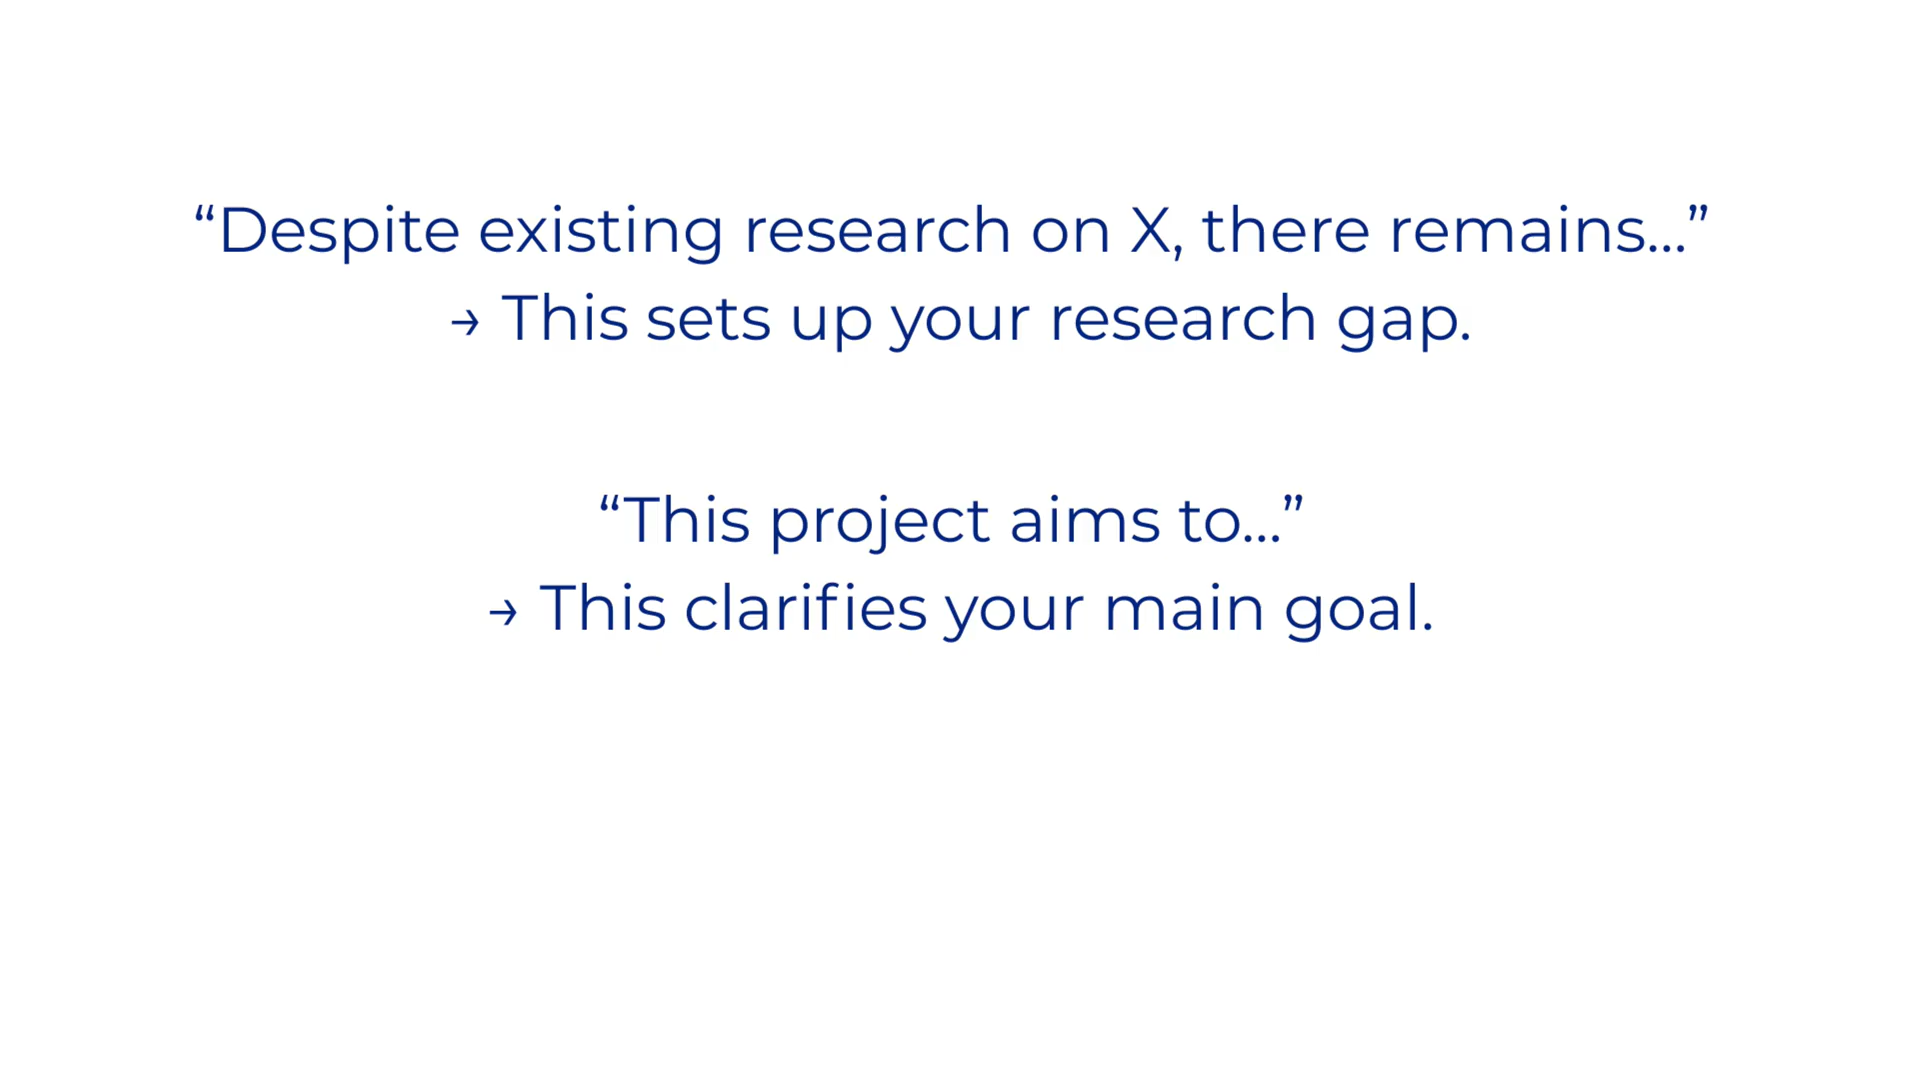 “Despite existing research on X, there remains...”
→ This sets up your research gap.
“This project aims to...”
→ This clarifies your main goal.